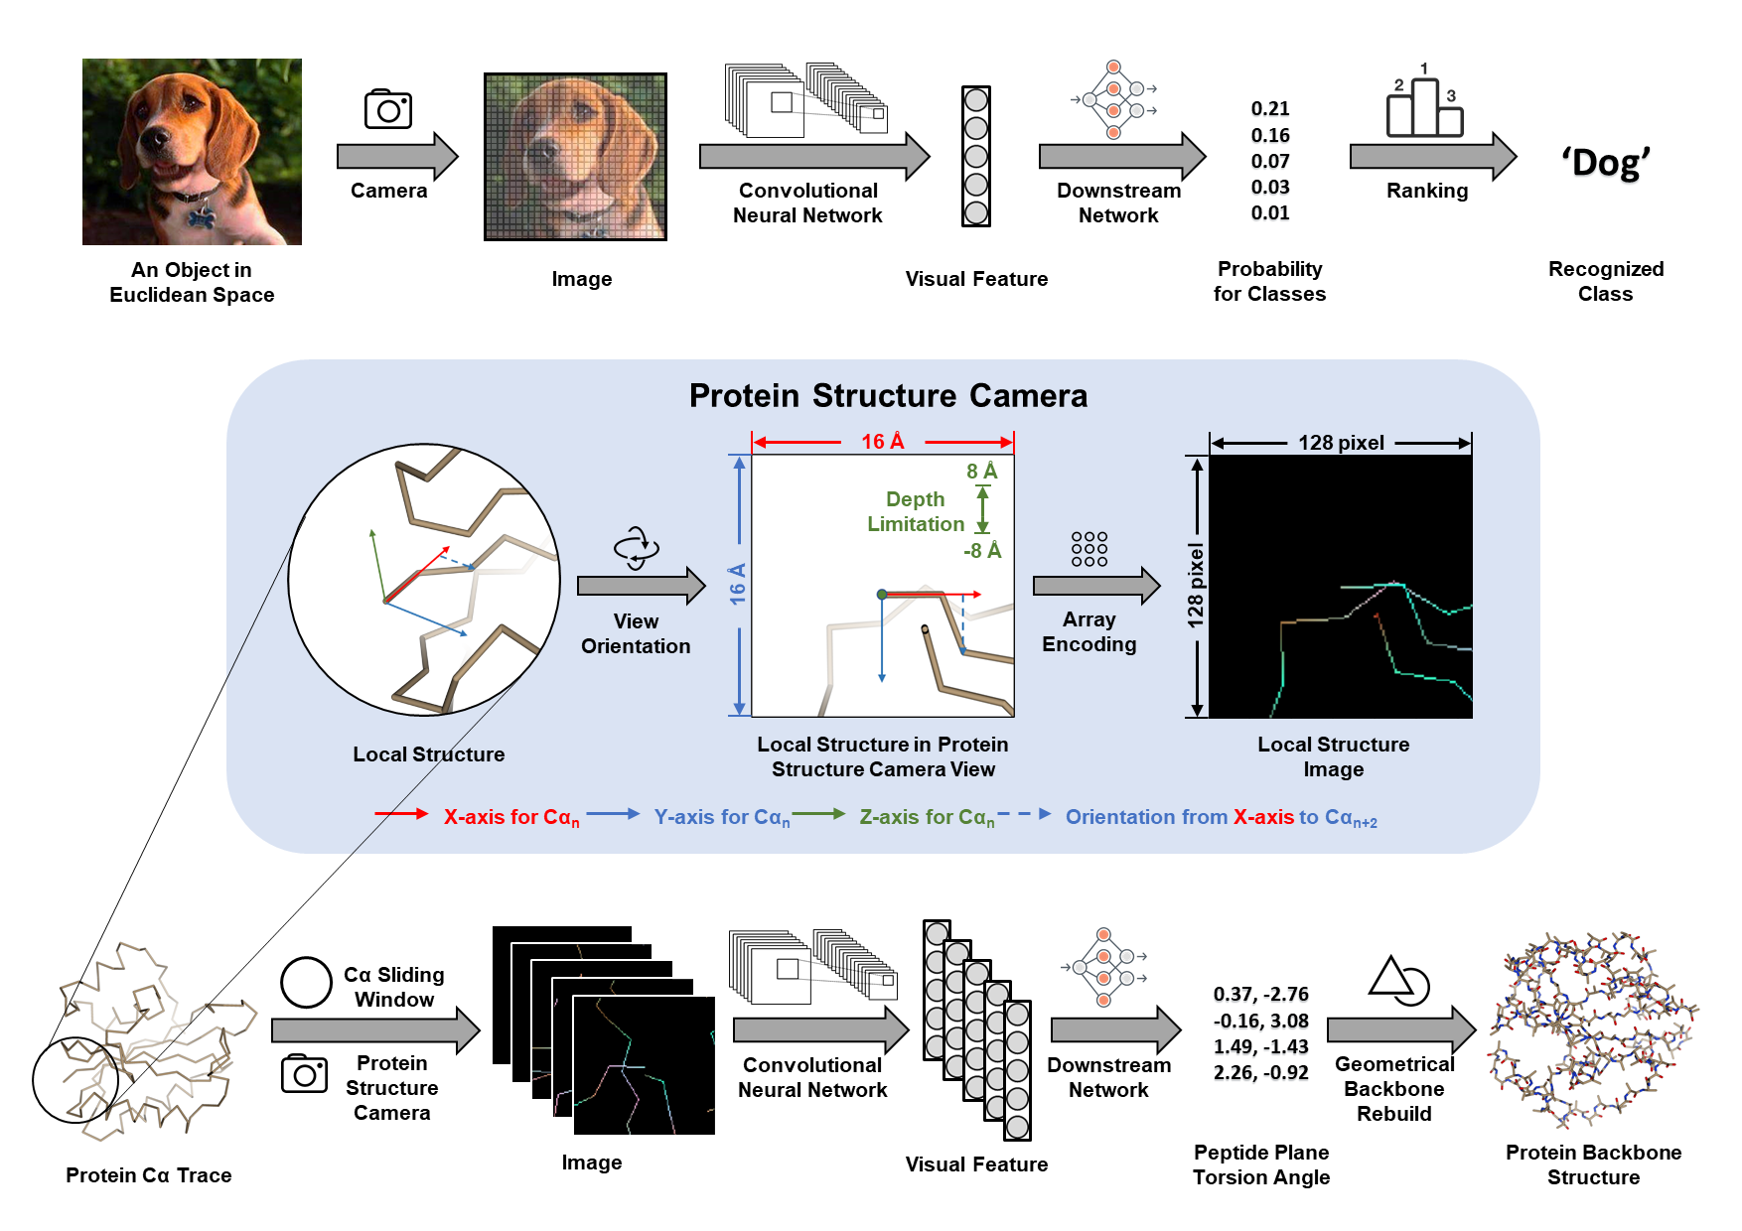 Camera
Convolutional
Neural Network
Downstream
Network
0.21
0.16
0.07
0.03
0.01
2
1
3
Ranking
‘Dog’
An Object in
Euclidean Space
Image
Visual Feature
Probability
for Classes
Recognized
Class
Protein Structure Camera
16 Å
16 Å
8 Å
Depth
Limitation
-8 Å
128 pixel
128 pixel
View
Orientation
Array
Encoding
Local Structure
Local Structure in Protein
Structure Camera View
Local Structure
Image
X-axis for Cαn
Y-axis for Cαn
Z-axis for Cαn
Orientation from X-axis to Cαn+2
Cα Sliding
Window
Protein
Structure
Camera
Convolutional
Neural Network
Downstream
Network
0.37, -2.76
-0.16, 3.08
1.49, -1.43
2.26, -0.92
Geometrical
Backbone
Rebuild
Protein Cα Trace
Image
Visual Feature
Peptide Plane
Torsion Angle
Protein Backbone
Structure